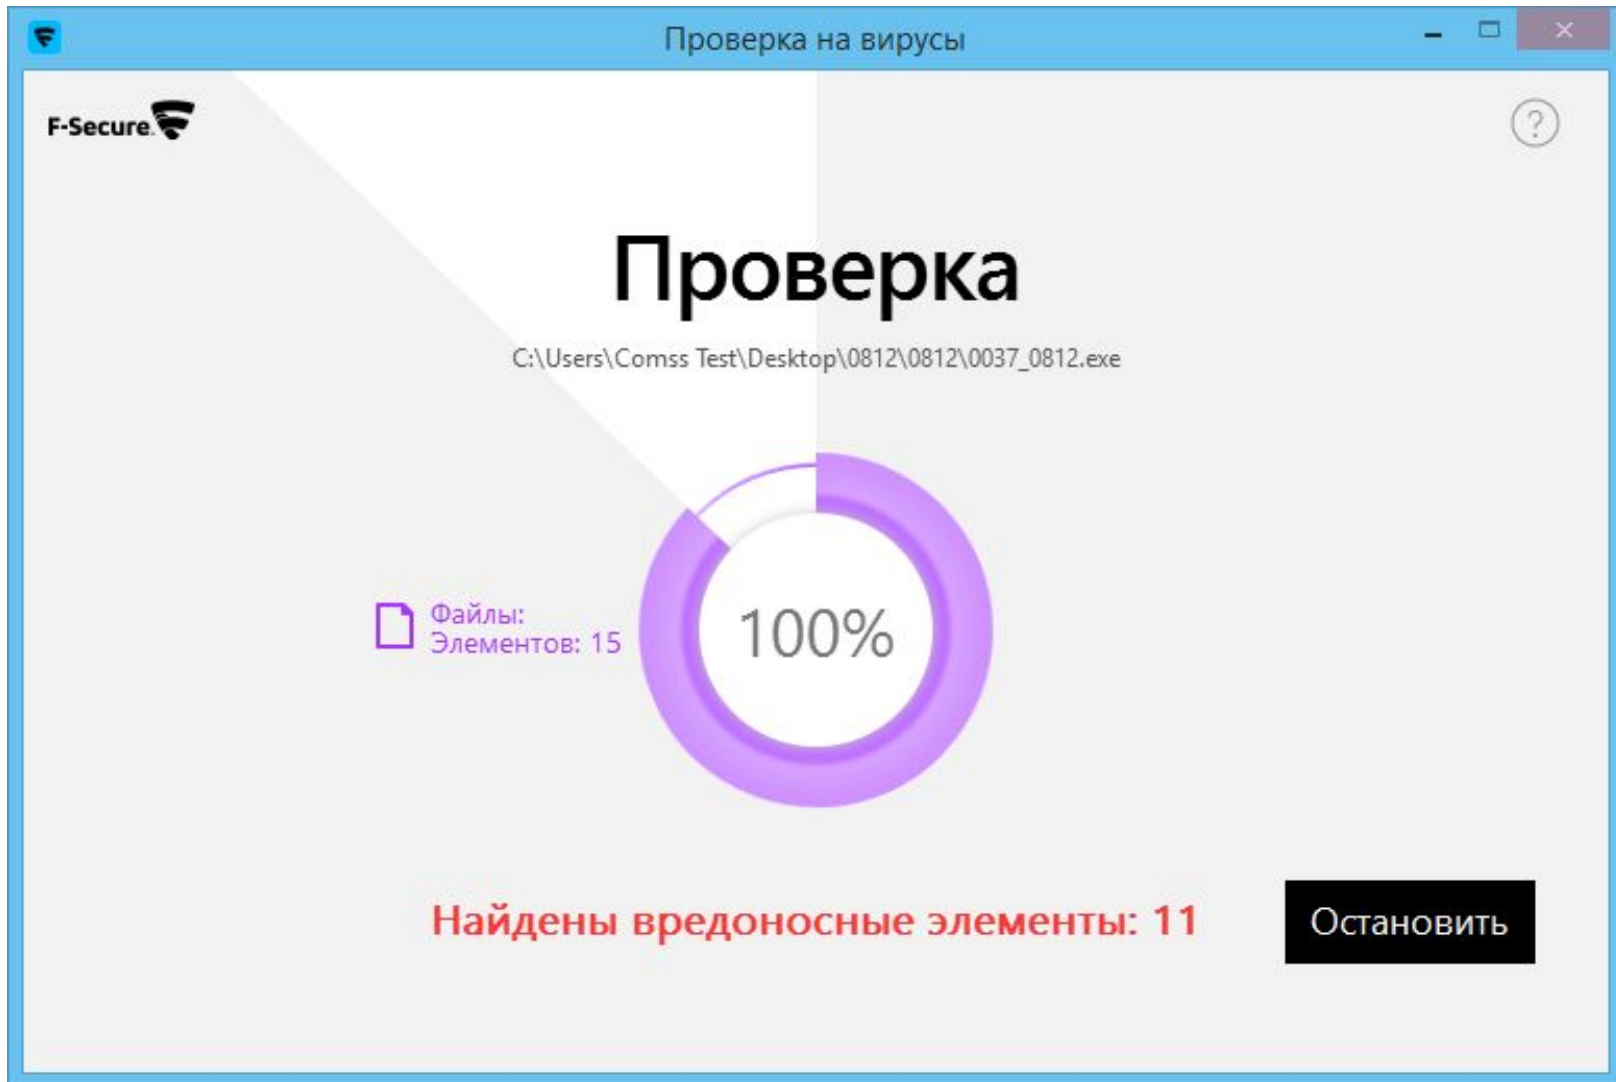 Проверка на вирусы
F-Secure.
?
Проверка
C:\Users\Comss Test\Desktop\0812\0812\0037_0812.exe
Файлы:
Элементов: 15
100%
Найдены вредоносные элементы: 11
Остановить